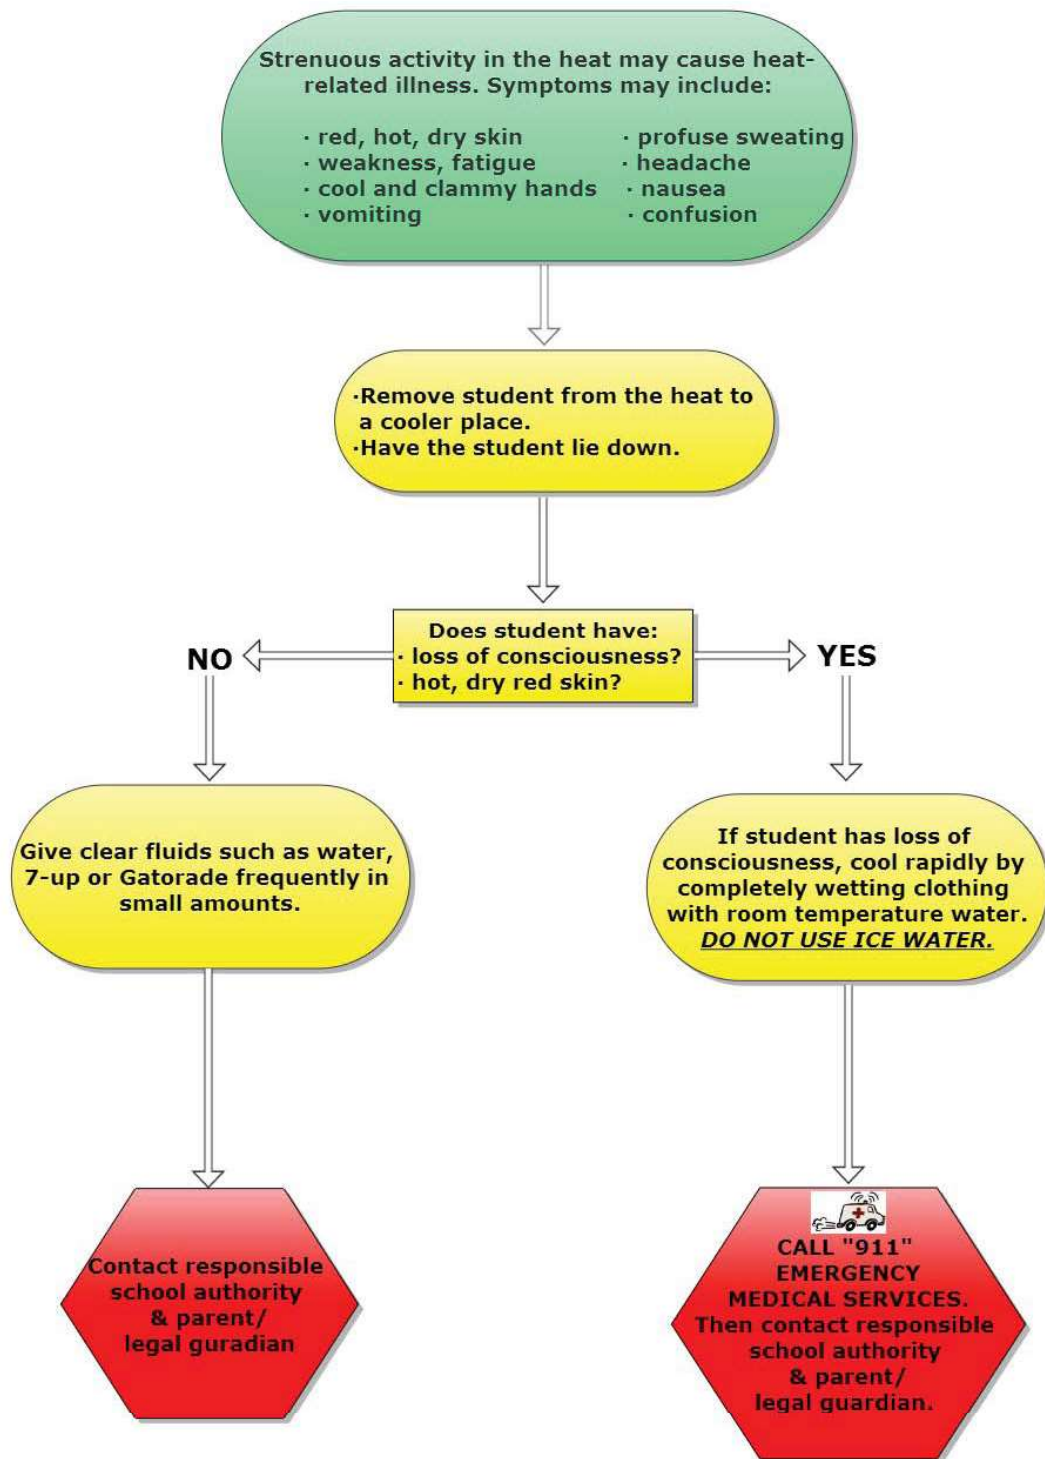 Strenuous activity in the heat may cause heat-
related illness. Symptoms may include:
· red, hot, dry skin
· weakness, fatigue
· cool and clammy hands
· vomiting
· profuse sweating
· headache
· nausea
· confusion
·Remove student from the heat to
a cooler place.
·Have the student lie down.
Does student have:
· loss of consciousness?
· hot, dry red skin?
NO
YES
Give clear fluids such as water,
7-up or Gatorade frequently in
small amounts.
If student has loss of
consciousness, cool rapidly by
completely wetting clothing
with room temperature water.
DO NOT USE ICE WATER.
Contact responsible
school authority
& parent/
legal guradian
CALL "911"
EMERGENCY
MEDICAL SERVICES.
Then contact responsible
school authority
& parent/
legal guardian.